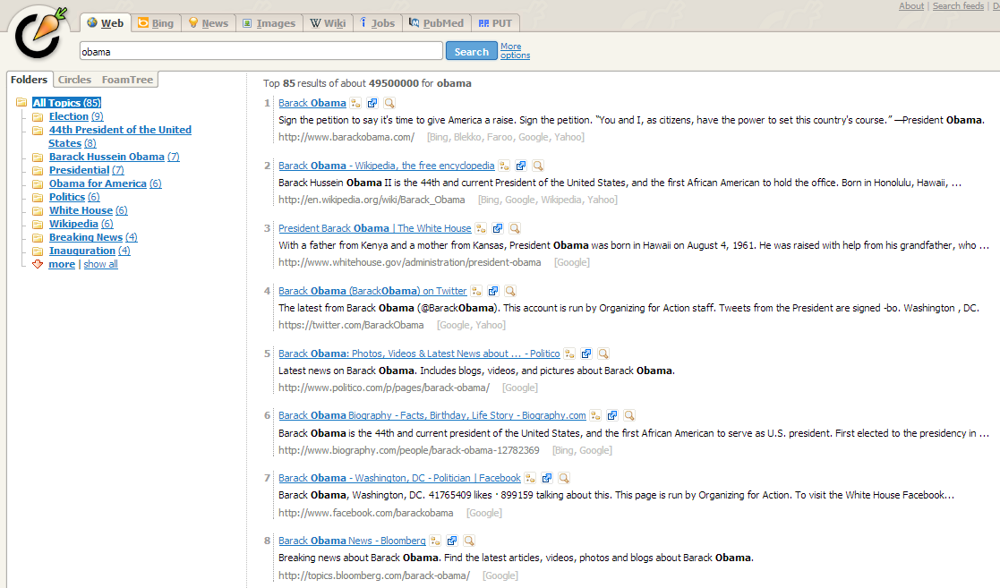 About | Search feeds |
Web Bing News Images Wiki Jobs PubMed PUT
obama Search More options
Folders Circles FoamTree
All Topics (85)
Election (9)
44th President of the United
States (8)
Barack Hussein Obama (7)
Presidential (7)
Obama for America (6)
Politics (6)
White House (6)
Wikipedia (6)
Breaking News (4)
Inauguration (4)
more | show all
Top 85 results of about 49500000 for obama
1 Barack Obama
Sign the petition to say it's time to give America a raise. Sign the petition. "You and I, as citizens, have the power to set this country's course." —President Obama.
http://www.barackobama.com/ [Bing, Blekko, Faroo, Google, Yahoo]
2 Barack Obama - Wikipedia, the free encyclopedia
Barack Hussein Obama II is the 44th and current President of the United States, and the first African American to hold the office. Born in Honolulu, Hawaii, ...
http://en.wikipedia.org/wiki/Barack_Obama [Bing, Google, Wikipedia, Yahoo]
3 President Barack Obama | The White House
With a father from Kenya and a mother from Kansas, President Obama was born in Hawaii on August 4, 1961. He was raised with help from his grandfather, who ...
http://www.whitehouse.gov/administration/president-obama [Google]
4 Barack Obama (BarackObama) on Twitter
The latest from Barack Obama (@BarackObama). This account is run by Organizing for Action staff. Tweets from the President are signed -bo. Washington , DC.
https://twitter.com/BarackObama [Google, Yahoo]
5 Barack Obama: Photos, Videos & Latest News about ... - Politico
Latest news on Barack Obama. Includes blogs, videos, and pictures about Barack Obama.
http://www.politico.com/p/pages/barack-obama/ [Google]
6 Barack Obama Biography - Facts, Birthday, Life Story - Biography.com
Barack Obama is the 44th and current president of the United States, and the first African American to serve as U.S. president. First elected to the presidency in ...
http://www.biography.com/people/barack-obama-12782369 [Bing, Google]
7 Barack Obama - Washington, DC - Politician | Facebook
Barack Obama, Washington, DC. 41765409 likes · 899159 talking about this. This page is run by Organizing for Action. To visit the White House Facebook...
http://www.facebook.com/barackobama [Google]
8 Barack Obama News - Bloomberg
Breaking news about Barack Obama. Find the latest articles, videos, photos and blogs about Barack Obama.
http://topics.bloomberg.com/barack-obama/ [Google]